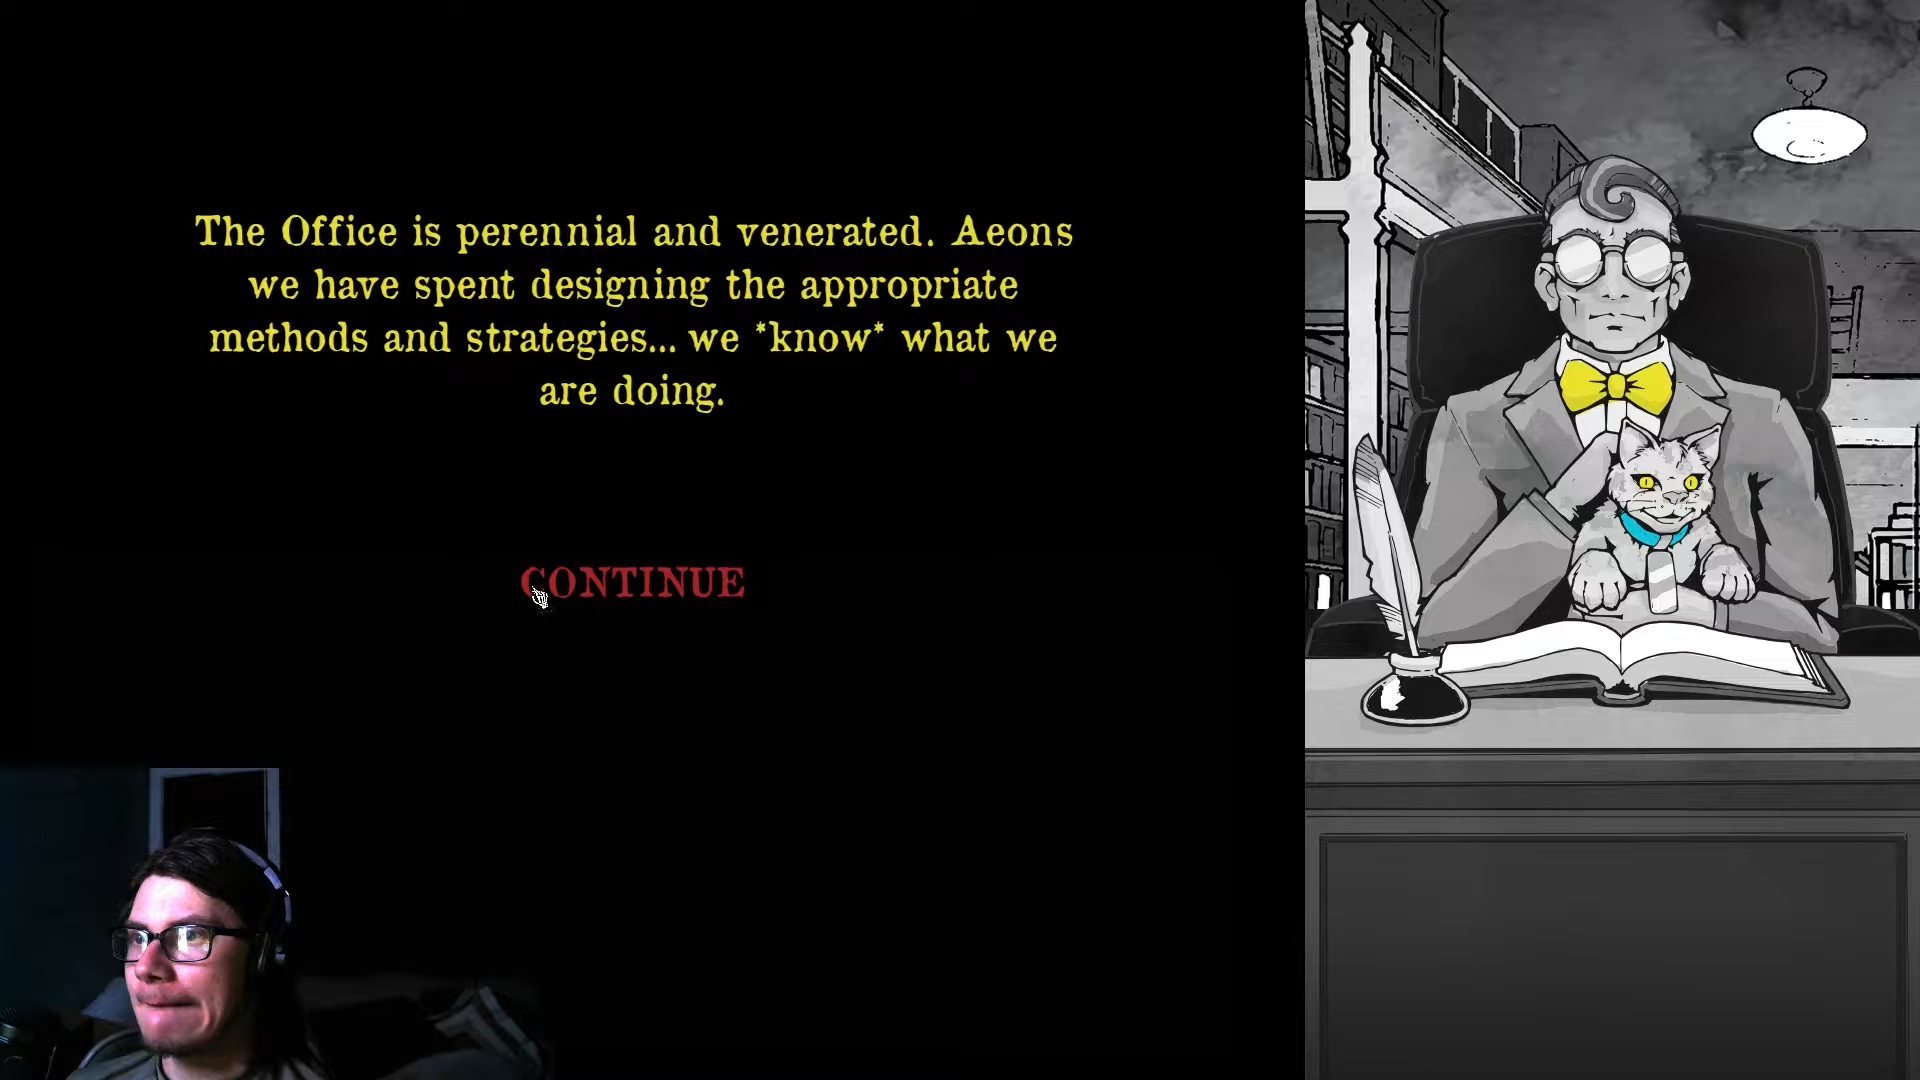 The Office is perennial and venerated. Aeons
we have spent designing the appropriate
methods and strategies... we *know* what we
are doing.
CONTINUE